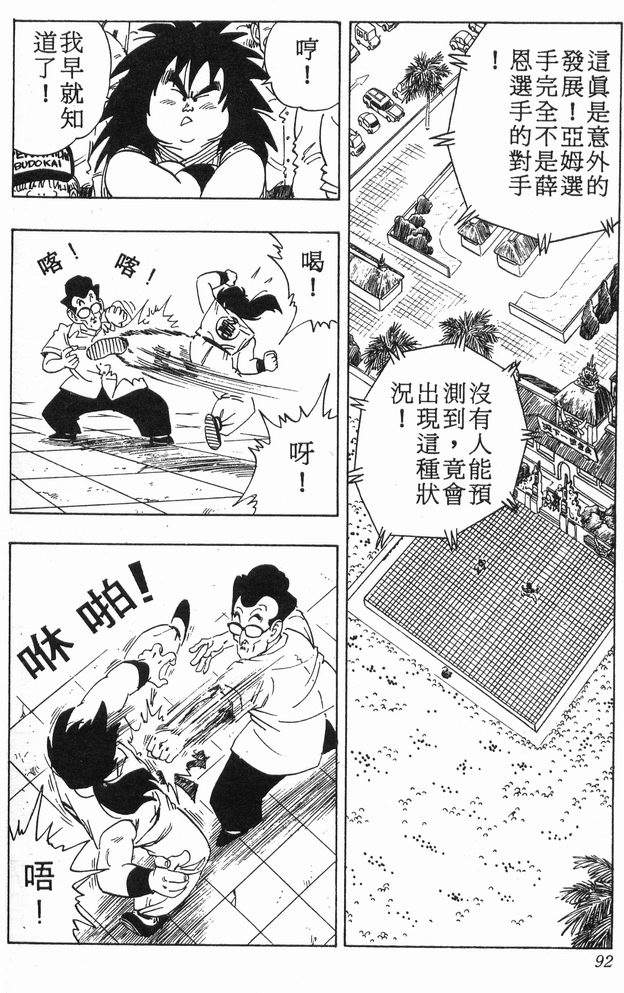 這眞是意外的
發展！亞姆選
手完全不是薛
恩選手的對手
！
沒有人能預
測到，竟會
出現這種狀
況！
哼！
我早就知
道了！
BUDOKAI
喝！
喀！
喀！
呀！
啪！
咻
唔！
92